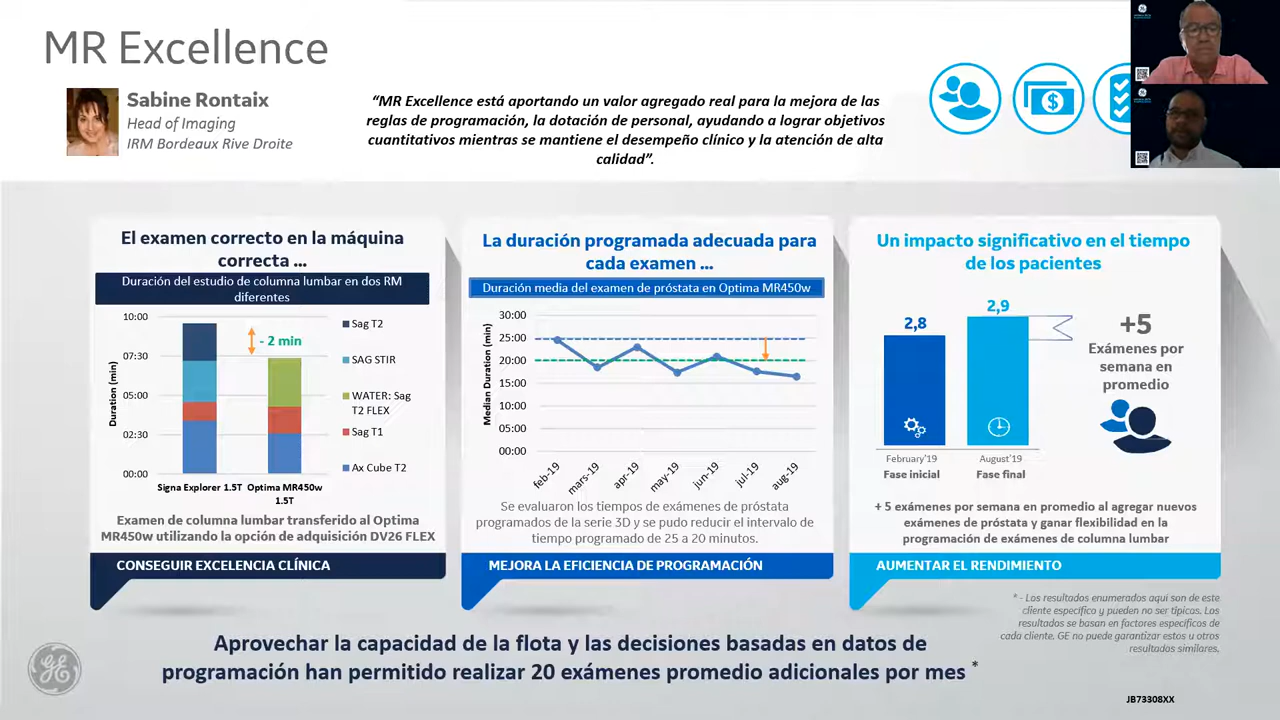 MR Excellence
Sabine Rontaix
Head of Imaging
IRM Bordeaux Rive Droite
“MR Excellence está aportando un valor agregado real para la mejora de las
reglas de programación, la dotación de personal, ayudando a lograr objetivos
cuantitativos mientras se mantiene el desempeño clínico y la atención de alta
calidad”.
$
El examen correcto en la máquina
correcta ...
Duración del estudio de columna lumbar en dos RM
diferentes
Duration (min)
10:00
07:30
05:00
02:30
00:00
- 2 min
Sag T2
SAG STIR
WATER: Sag
T2 FLEX
Sag T1
Ax Cube T2
Signa Explorer 1.5T
Optima MR450w
1.5T
Examen de columna lumbar transferido al Optima
MR450w utilizando la opción de adquisición DV26 FLEX
CONSEGUIR EXCELENCIA CLÍNICA
La duración programada adecuada para
cada examen ...
Duración media del examen de próstata en Optima MR450w
Median Duration (min)
30:00
25:00
20:00
15:00
10:00
05:00
00:00
feb-19
mars-19
apr-19
may-19
jun-19
jul-19
aug-19
Se evaluaron los tiempos de exámenes de próstata
programados de la serie 3D y se pudo reducir el intervalo de
tiempo programado de 25 a 20 minutos.
MEJORA LA EFICIENCIA DE PROGRAMACIÓN
Un impacto significativo en el tiempo
de los pacientes
2,8
2,9
February'19
Fase inicial
August'19
Fase final
+5
Exámenes por
semana en
promedio
+ 5 exámenes por semana en promedio al agregar nuevos
exámenes de próstata y ganar flexibilidad en la
programación de exámenes de columna lumbar
AUMENTAR EL RENDIMIENTO
* - Los resultados enumerados aquí son de este
cliente específico y pueden no ser típicos. Los
resultados se basan en factores específicos de
cada cliente. GE no puede garantizar estos u otros
resultados similares.
Aprovechar la capacidad de la flota y las decisiones basadas en datos de
programación han permitido realizar 20 exámenes promedio adicionales por mes *
GE
JB73308XX